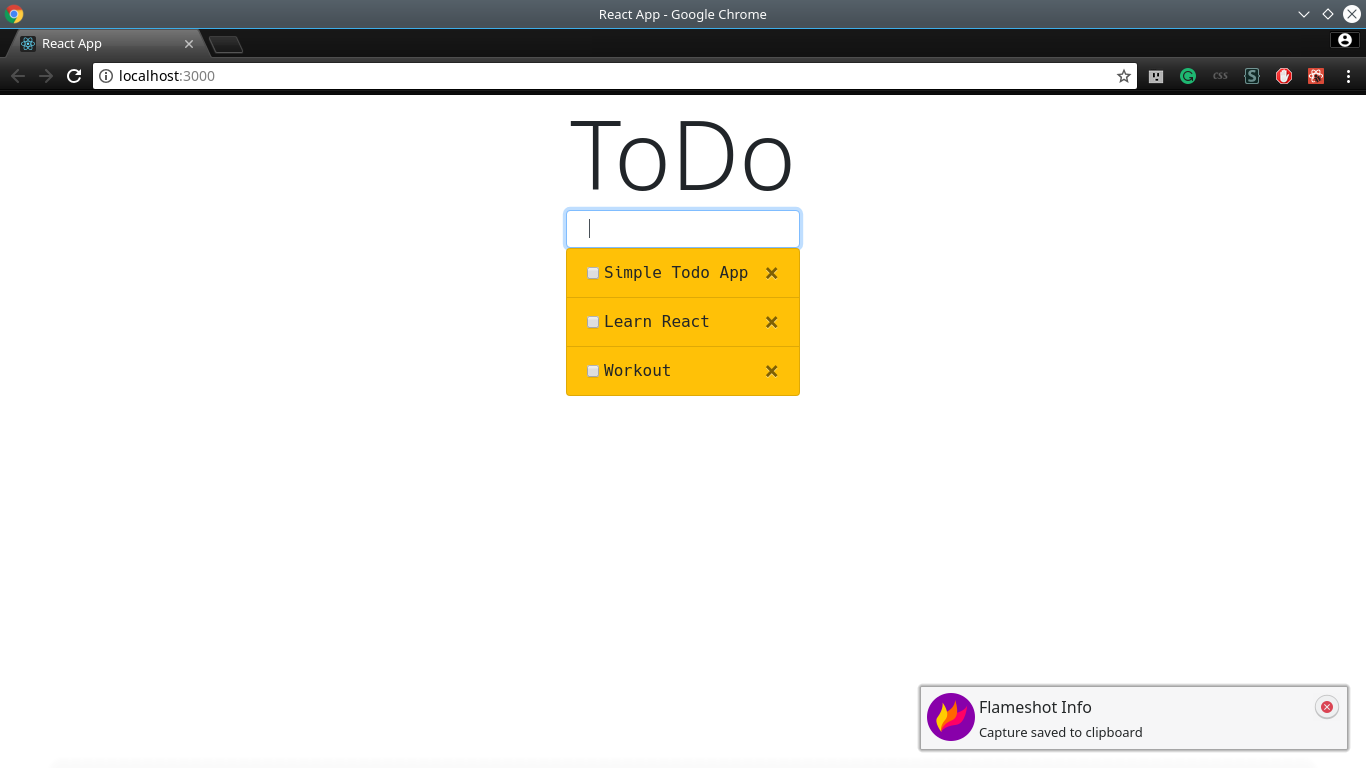 React App - Google Chrome
React App
localhost:3000
css
S
ToDo
Simple Todo App
Learn React
Workout
Flameshot Info
Capture saved to clipboard